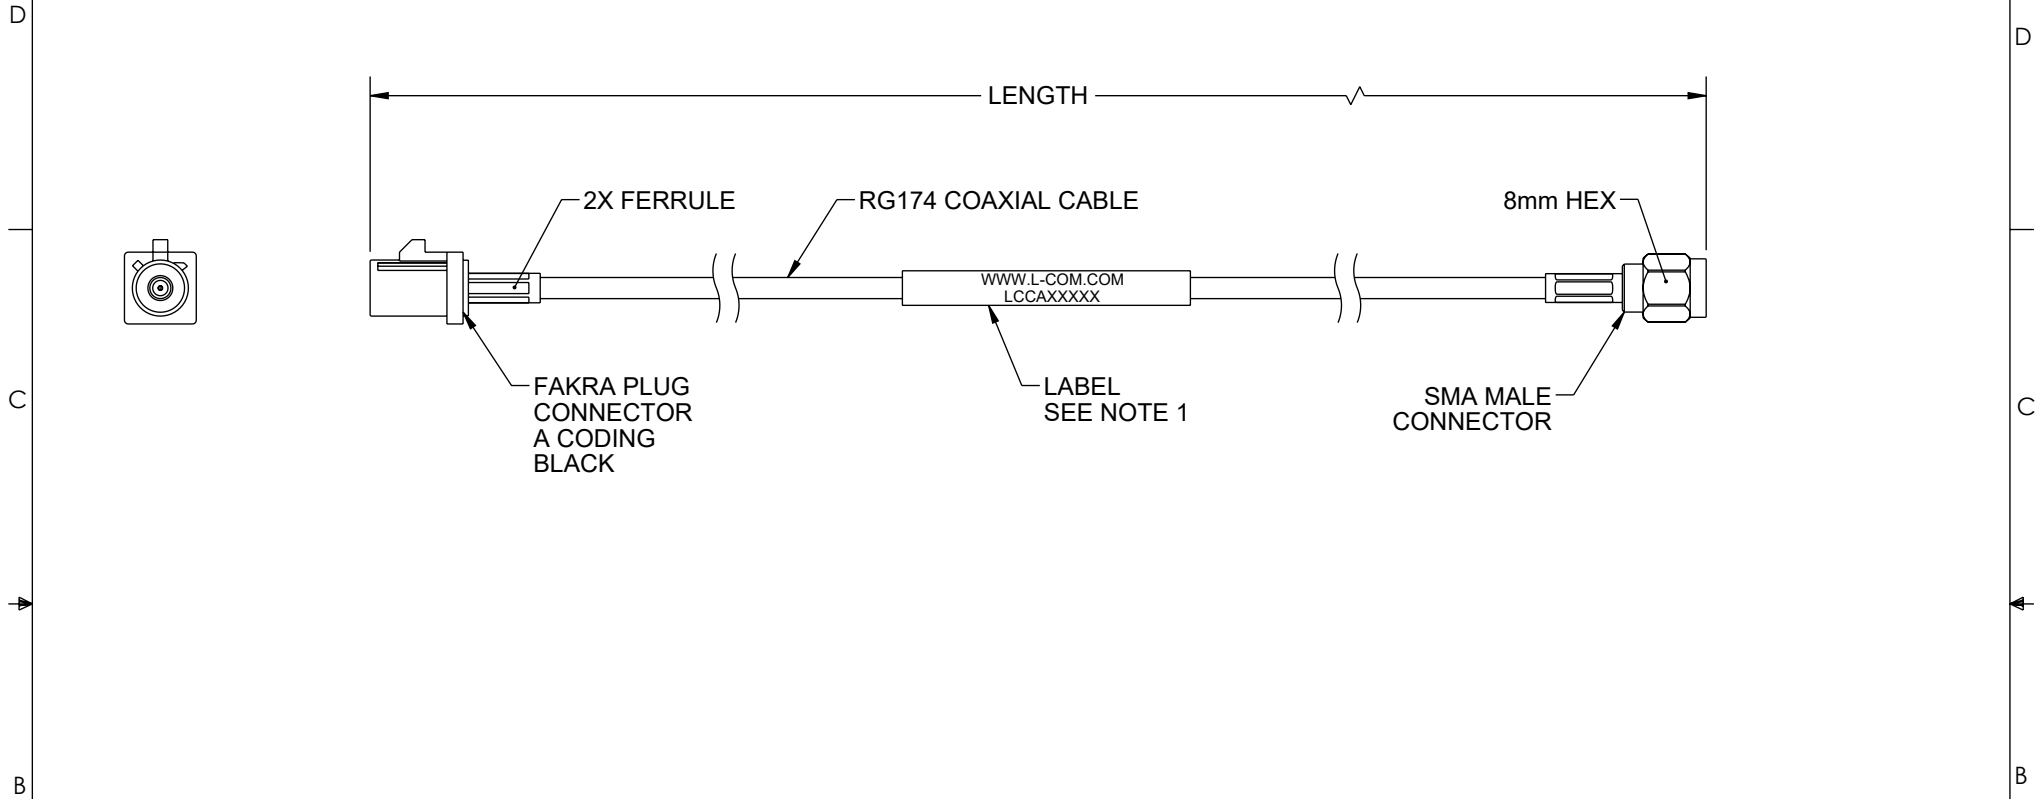 D
D
LENGTH
2X FERRULE
RG174 COAXIAL CABLE
8mm HEX
WWW.L-COM.COM
LCCAXXXXX
FAKRA PLUG
CONNECTOR
A CODING
BLACK
LABEL
SEE NOTE 1
SMA MALE
CONNECTOR
C
C
B
B